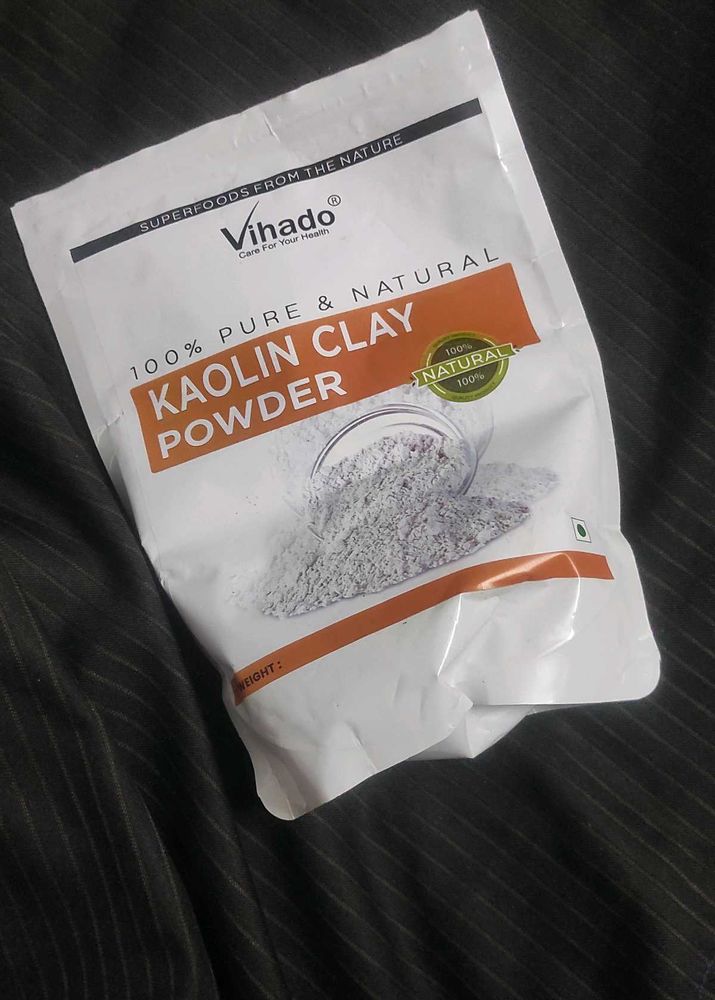 SUPERFOODS FROM THE NATURE
Vihado®
Care For Your Health
100% PURE & NATURAL
KAOLIN CLAY
POWDER
100%
NATURAL
100%
WEIGHT :